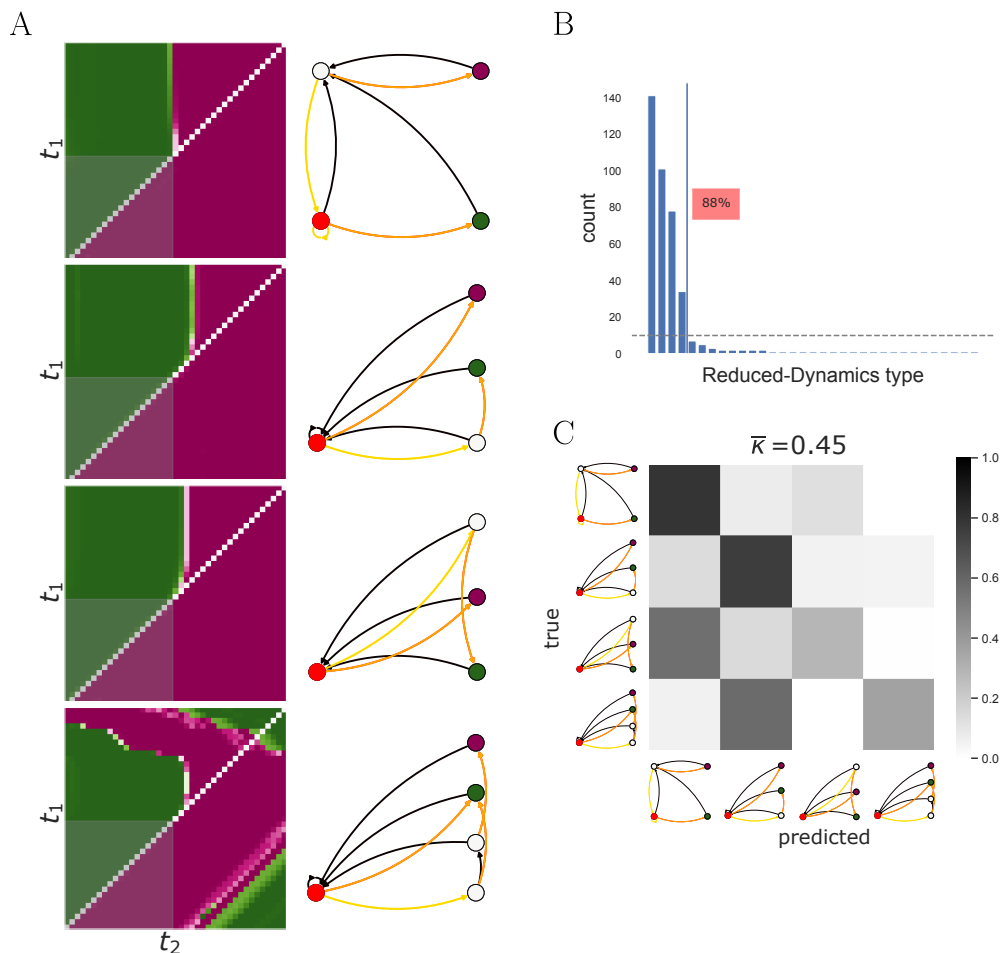 A
t₁
t₁
t₁
t₁
t₂
B
count
140
120
100
80
60
40
20
0
88%
Reduced-Dynamics type
C
κ̅ =0.45
true
predicted
1.0
0.8
0.6
0.4
0.2
0.0